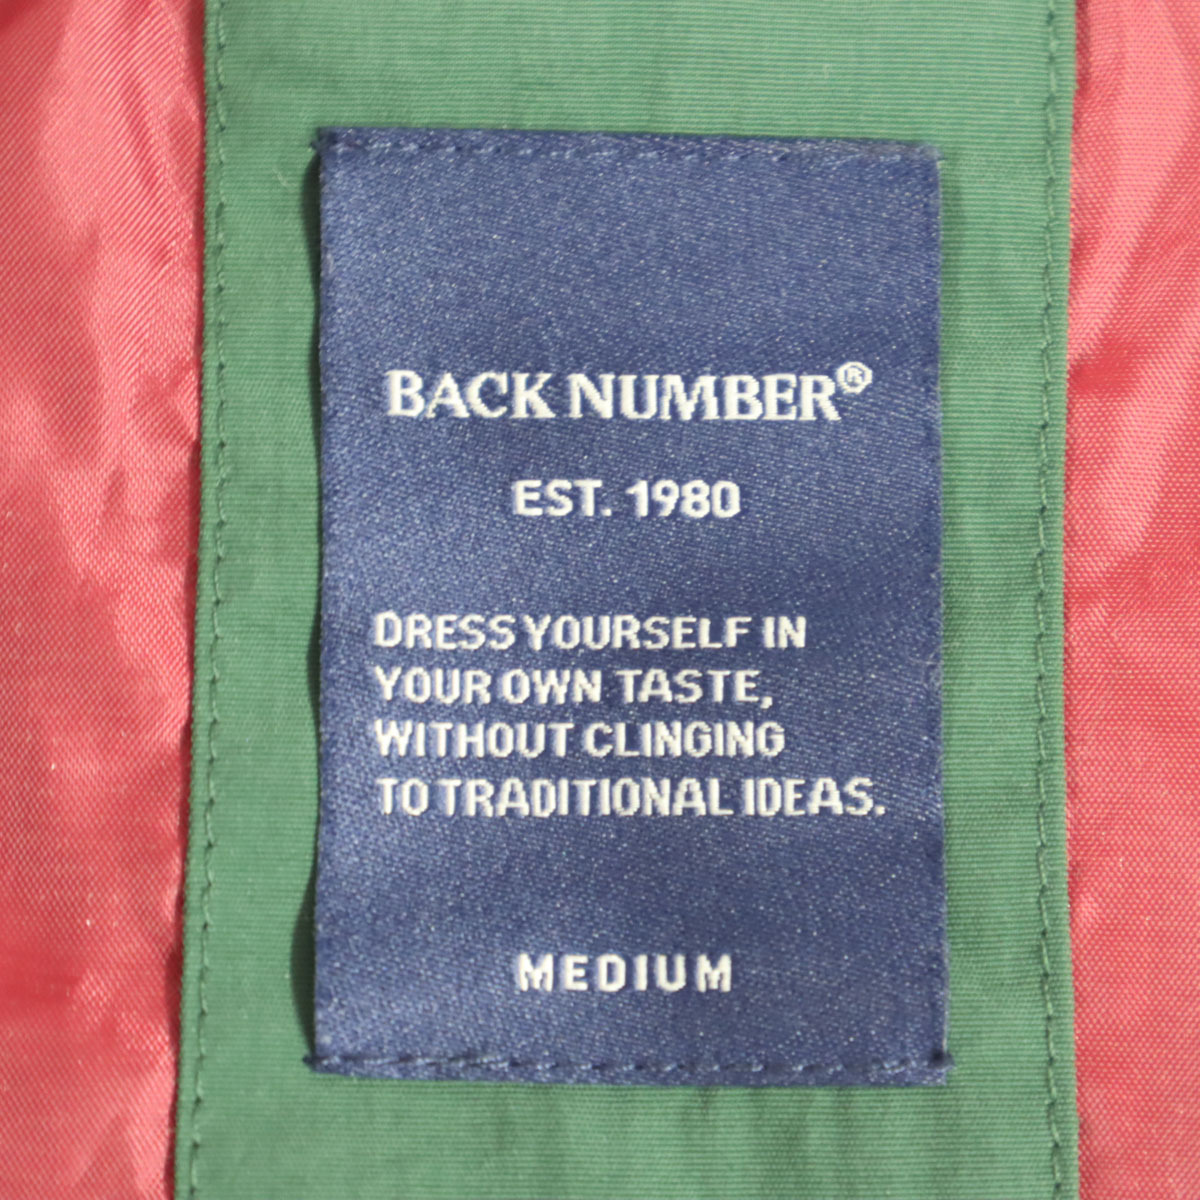 BACK NUMBER®
EST. 1980
DRESS YOURSELF IN
YOUR OWN TASTE,
WITHOUT CLINGING
TO TRADITIONAL IDEAS.
MEDIUM